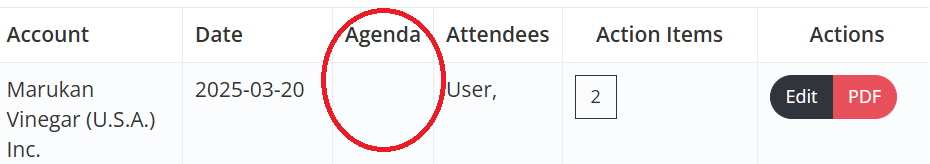 Account Date Agenda Attendees Action Items Actions
Marukan 2025-03-20 User, 2 Edit PDF
Vinegar (U.S.A.)
Inc.